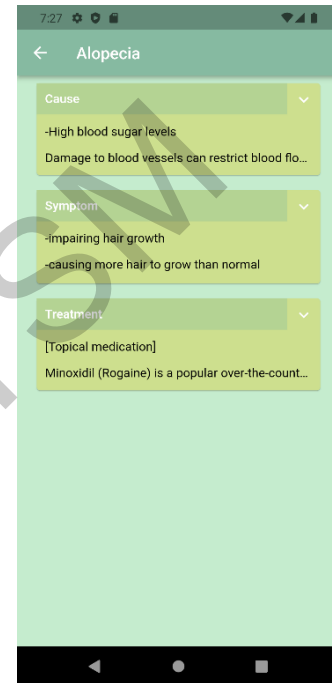 7:27
Alopecia
Cause
-High blood sugar levels
Damage to blood vessels can restrict blood flo...
Symptom
-impairing hair growth
-causing more hair to grow than normal
Treatment
[Topical medication]
Minoxidil (Rogaine) is a popular over-the-count...